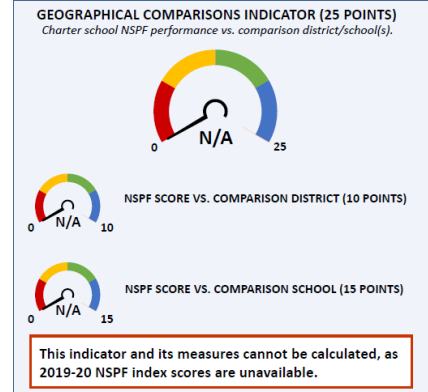 GEOGRAPHICAL COMPARISONS INDICATOR (25 POINTS)
Charter school NSPF performance vs. comparison district/school(s).
N/A
0
25
NSPF SCORE VS. COMPARISON DISTRICT (10 POINTS)
N/A
0
10
NSPF SCORE VS. COMPARISON SCHOOL (15 POINTS)
N/A
0
15
This indicator and its measures cannot be calculated, as
2019-20 NSPF index scores are unavailable.